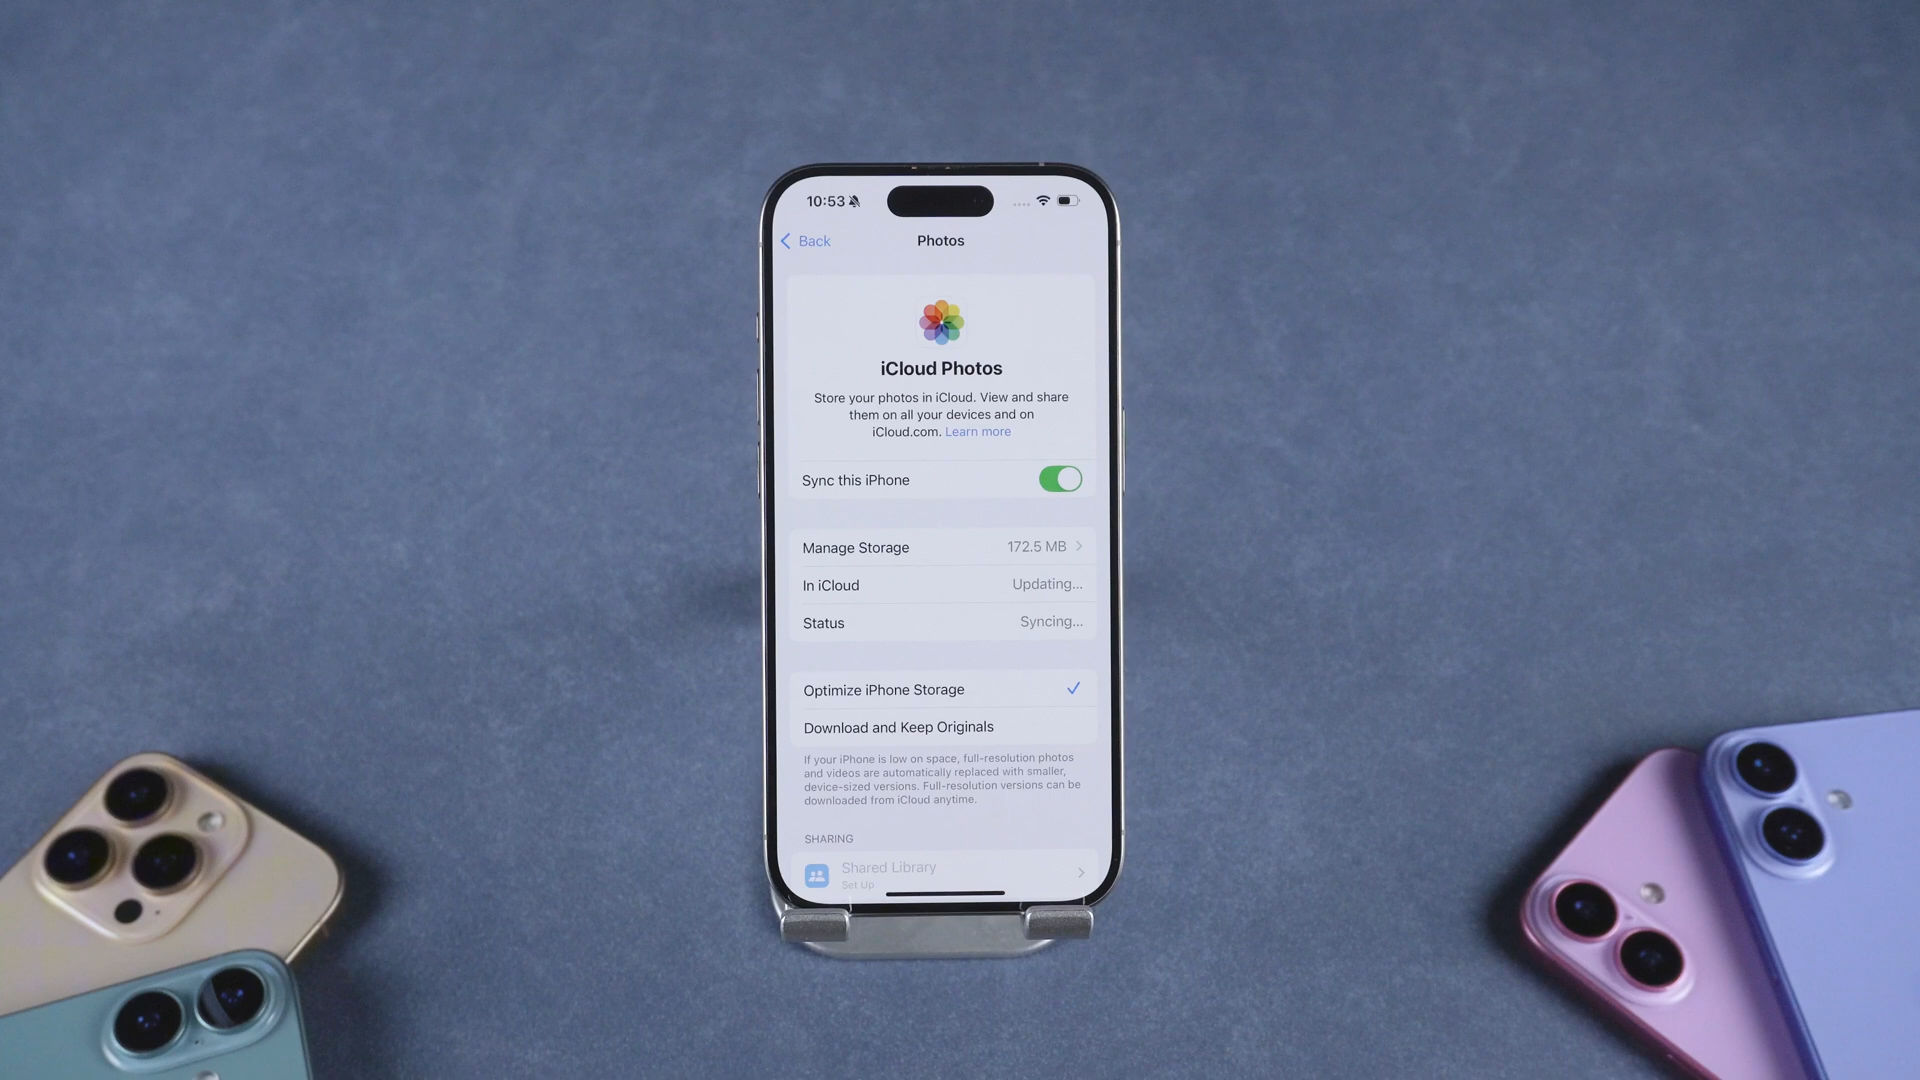 10:53
Back
Photos
iCloud Photos
Store your photos in iCloud. View and share
them on all your devices and on
iCloud.com. Learn more
Sync this iPhone
Manage Storage 172.5 MB
In iCloud Updating...
Status Syncing...
Optimize iPhone Storage
Download and Keep Originals
If your iPhone is low on space, full-resolution photos
and videos are automatically replaced with smaller,
device-sized versions. Full-resolution versions can be
downloaded from iCloud anytime.
SHARING
Shared Library
Set Up